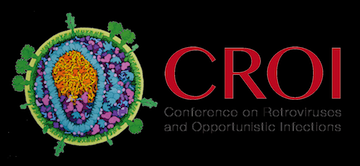 CROI
Conference on Retroviruses
and Opportunistic Infections